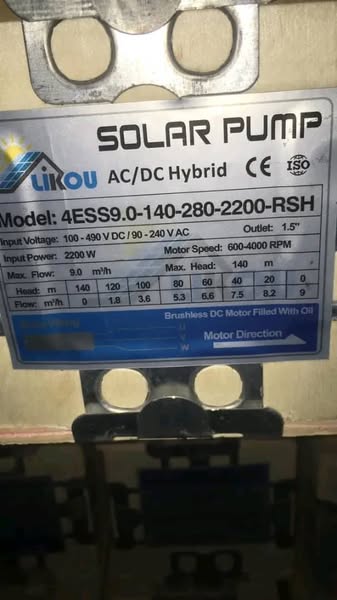 SOLAR PUMP
LIKOU AC/DC Hybrid CE ISO
Model: 4ESS9.0-140-280-2200-RSH
Input Voltage: 100 - 490 V DC / 90 - 240 V AC Outlet: 1.5"
Input Power: 2200W Motor Speed: 600-4000 RPM
Max. Flow: 9.0 m³/h Max. Head: 140 m
Head: m 140 120 100 80 60 40 20 0
Flow: m³/h 0 1.8 3.6 5.3 6.6 7.5 8.2 9
Brushless DC Motor Filled With Oil
U
V
W
Motor Direction